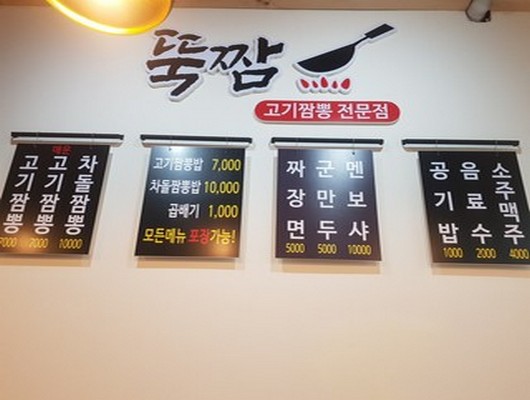 뚝짬
고기짬뽕 전문점
고기짬뽕 7000
매운 고기짬뽕 7000
차돌짬뽕 10000
고기짬뽕밥 7,000
차돌짬뽕밥 10,000
곱빼기 1,000
모든메뉴 포장가능!
짜장면 5000
군만두 5000
멘보샤 10000
공기밥 1000
음료수 2000
소주맥주 4000